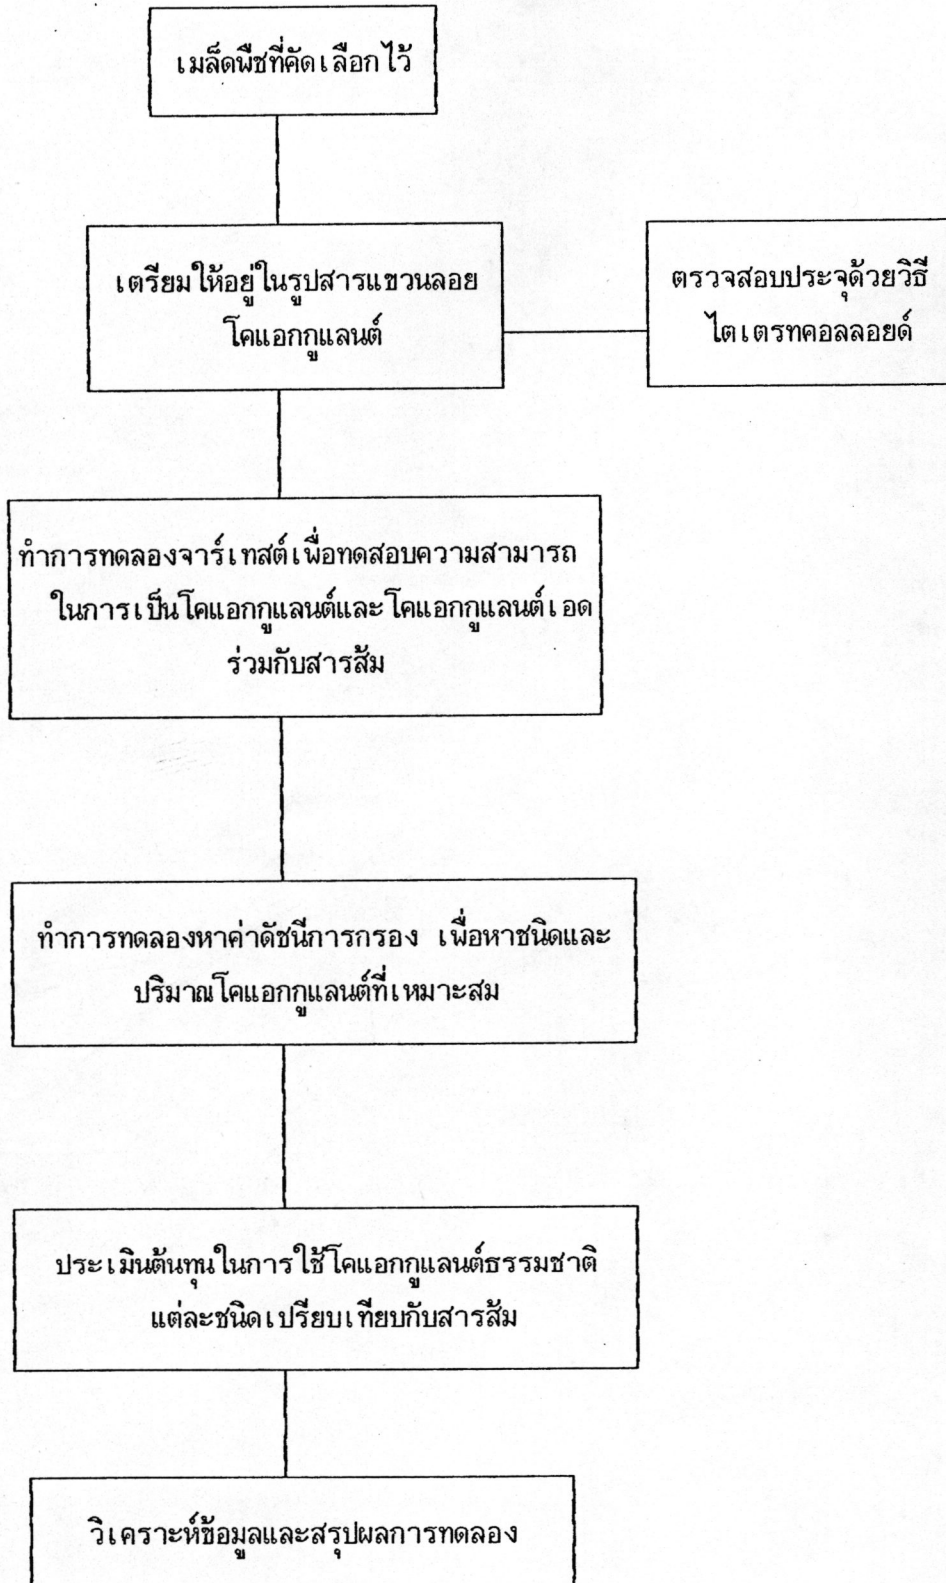 เมล็ดพืชที่คัดเลือกไว้
เตรียมให้อยู่ในรูปสารแขวนลอย
โคแอกกูแลนต์
ตรวจสอบประจุด้วยวิธี
ไตเตรทคอลลอยด์
ทำการทดลองจาร์เทสต์เพื่อทดสอบความสามารถ
ในการเป็นโคแอกกูแลนต์และโคแอกกูแลนต์เอด
ร่วมกับสารส้ม
ทำการทดลองหาค่าดัชนีการกรอง เพื่อหาชนิดและ
ปริมาณโคแอกกูแลนต์ที่เหมาะสม
ประเมินต้นทุนในการใช้โคแอกกูแลนต์ธรรมชาติ
แต่ละชนิดเปรียบเทียบกับสารส้ม
วิเคราะห์ข้อมูลและสรุปผลการทดลอง